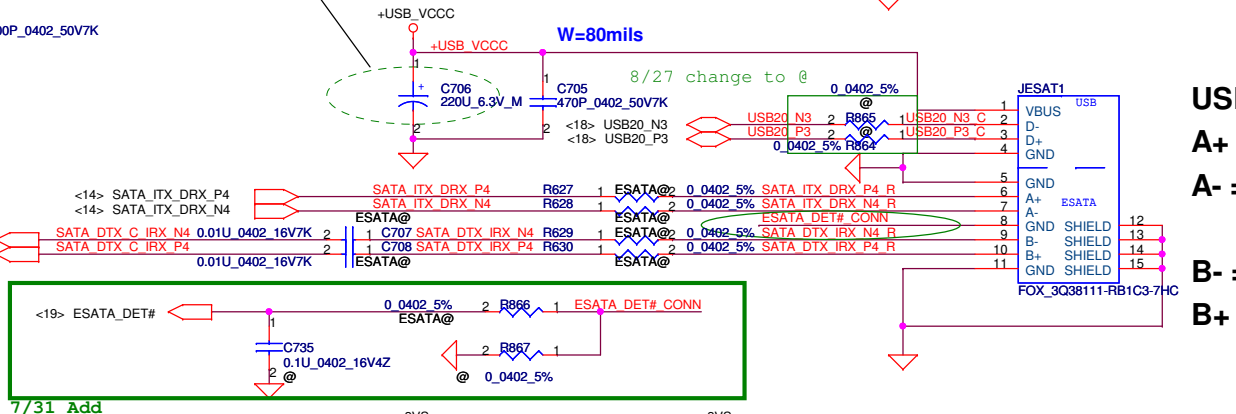 +USB_VCCC
0P_0402_50V7K
+USB_VCCC
W=80mils
8/27 change to @
1
+
C706
220U_6.3V_M
2
1
C705
470P_0402_50V7K
2
0_0402_5%
@
<18> USB20_N3
USB20_N3
2
R865
1
USB20_N3_C
<18> USB20_P3
USB20_P3
2
@
1
USB20_P3_C
0_0402_5%
R864
JESAT1
USB
1
VBUS
2
D-
3
D+
4
GND
5
GND
6
A+
ESATA
7
A-
8
GND
SHIELD
12
9
B-
SHIELD
13
10
B+
SHIELD
14
11
GND
SHIELD
15
FOX_3Q38111-RB1C3-7HC
A+
A- =
B- =
B+
<14> SATA_ITX_DRX_P4
SATA_ITX_DRX_P4
R627
1
ESATA@
2
0_0402_5%
SATA_ITX_DRX_P4_R
<14> SATA_ITX_DRX_N4
SATA_ITX_DRX_N4
R628
1
2
0_0402_5%
SATA_ITX_DRX_N4_R
ESATA@
ESATA@
ESATA_DET#_CONN
SATA_DTX_C_IRX_N4
0.01U_0402_16V7K
2
1
C707
SATA_DTX_IRX_N4
R629
1
ESATA@
2
0_0402_5%
SATA_DTX_IRX_N4_R
SATA_DTX_C_IRX_P4
2
1
C708
SATA_DTX_IRX_P4
R630
1
2
0_0402_5%
SATA_DTX_IRX_P4_R
0.01U_0402_16V7K
ESATA@
ESATA@
<19> ESATA_DET#
0_0402_5%
2
R866
1
ESATA_DET#_CONN
ESATA@
1
C735
0.1U_0402_16V4Z
2
@
2
R867
1
@
0_0402_5%
7/31 Add